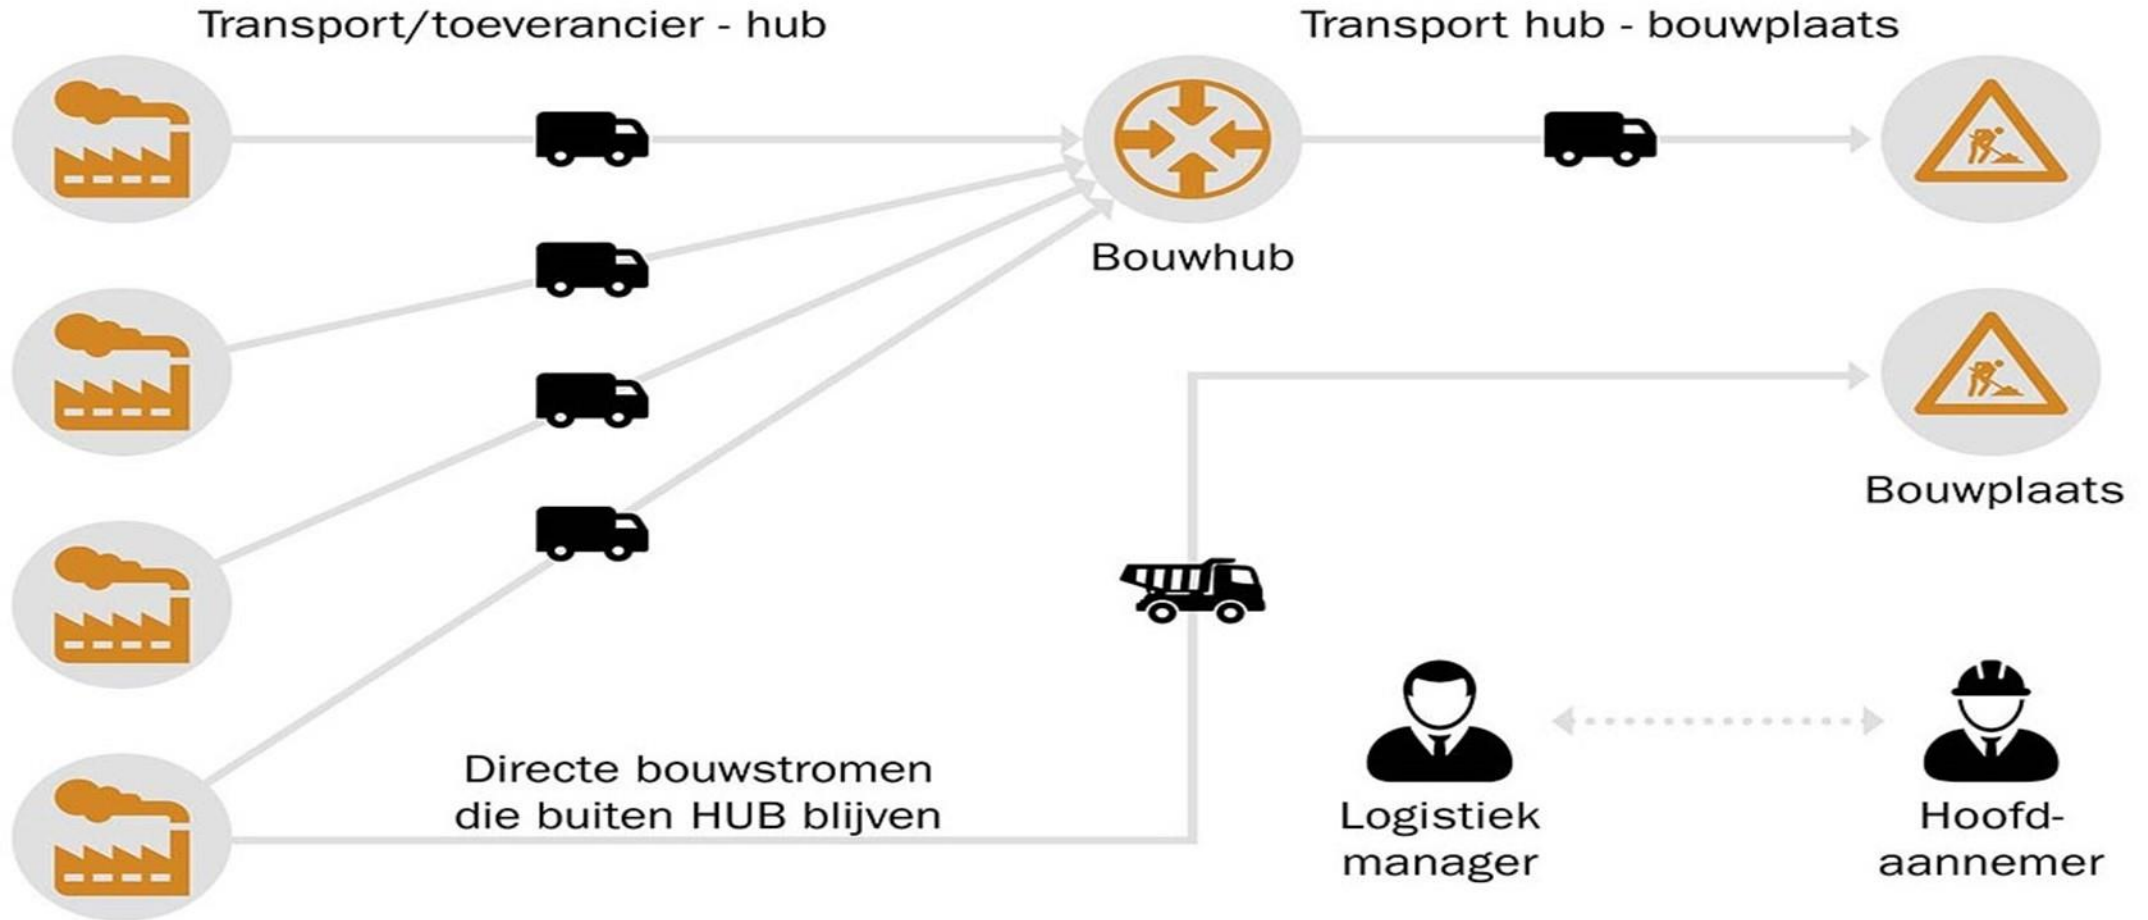 Transport/toeverancier - hub
Transport hub - bouwplaats
Bouwhub
Bouwplaats
Directe bouwstromen
die buiten HUB blijven
Logistiek
manager
Hoofd-
aannemer